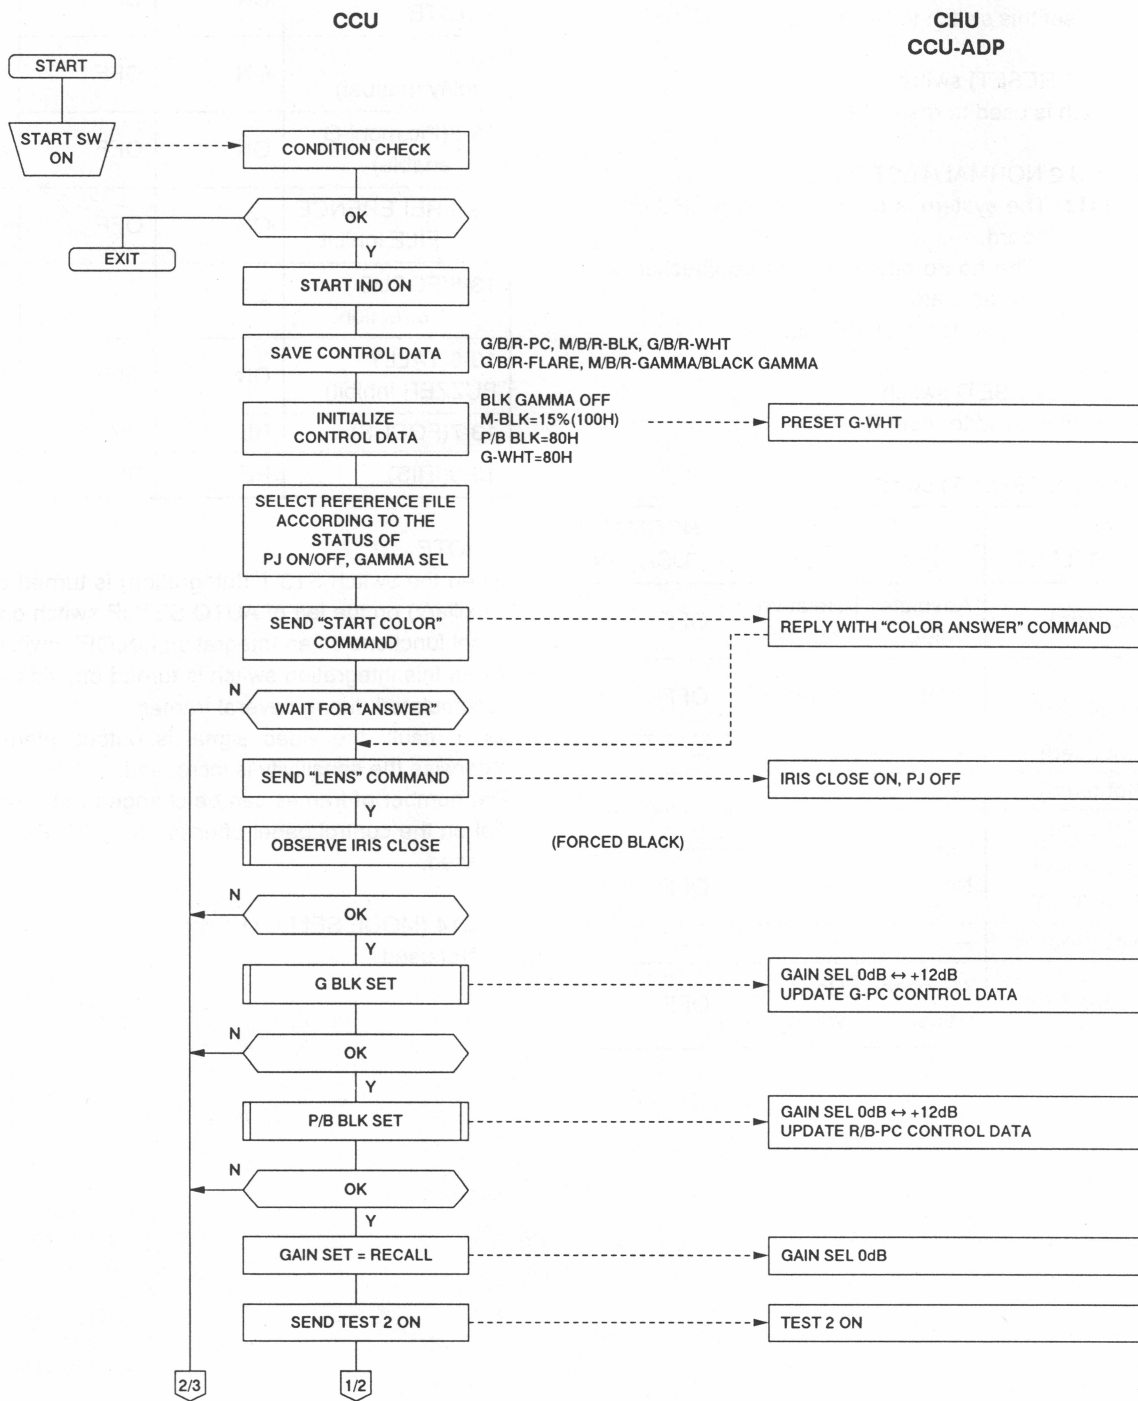 CCU
CHU
CCU-ADP
START
START SW
ON
CONDITION CHECK
OK
EXIT
Y
START IND ON
SAVE CONTROL DATA
G/B/R-PC, M/B/R-BLK, G/B/R-WHT
G/B/R-FLARE, M/B/R-GAMMA/BLACK GAMMA
INITIALIZE
CONTROL DATA
BLK GAMMA OFF
M-BLK=15%(100H)
P/B BLK=80H
G-WHT=80H
PRESET G-WHT
SELECT REFERENCE FILE
ACCORDING TO THE
STATUS OF
PJ ON/OFF, GAMMA SEL
SEND "START COLOR"
COMMAND
REPLY WITH "COLOR ANSWER" COMMAND
N
WAIT FOR "ANSWER"
SEND "LENS" COMMAND
IRIS CLOSE ON, PJ OFF
Y
OBSERVE IRIS CLOSE
(FORCED BLACK)
N
OK
Y
G BLK SET
GAIN SEL 0dB ↔ +12dB
UPDATE G-PC CONTROL DATA
N
OK
Y
P/B BLK SET
GAIN SEL 0dB ↔ +12dB
UPDATE R/B-PC CONTROL DATA
N
OK
Y
GAIN SET = RECALL
GAIN SEL 0dB
SEND TEST 2 ON
TEST 2 ON
2/3
1/2